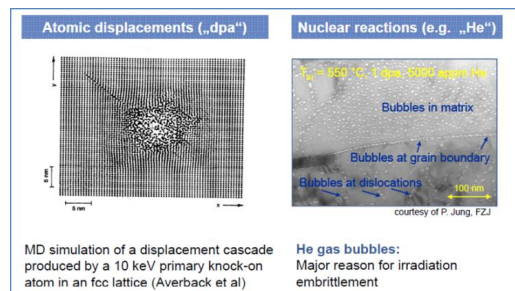 Atomic displacements („dpa“)
Nuclear reactions (e.g. „He“)
= 550 °C, 1 dpa, 5000 appm He
Bubbles in matrix
Bubbles at grain boundary
Bubbles at dislocations
100 nm
y
5 nm
5 nm
x
courtesy of P. Jung, FZJ
MD simulation of a displacement cascade
produced by a 10 keV primary knock-on
atom in an fcc lattice (Averback et al)
He gas bubbles:
Major reason for irradiation
embrittlement